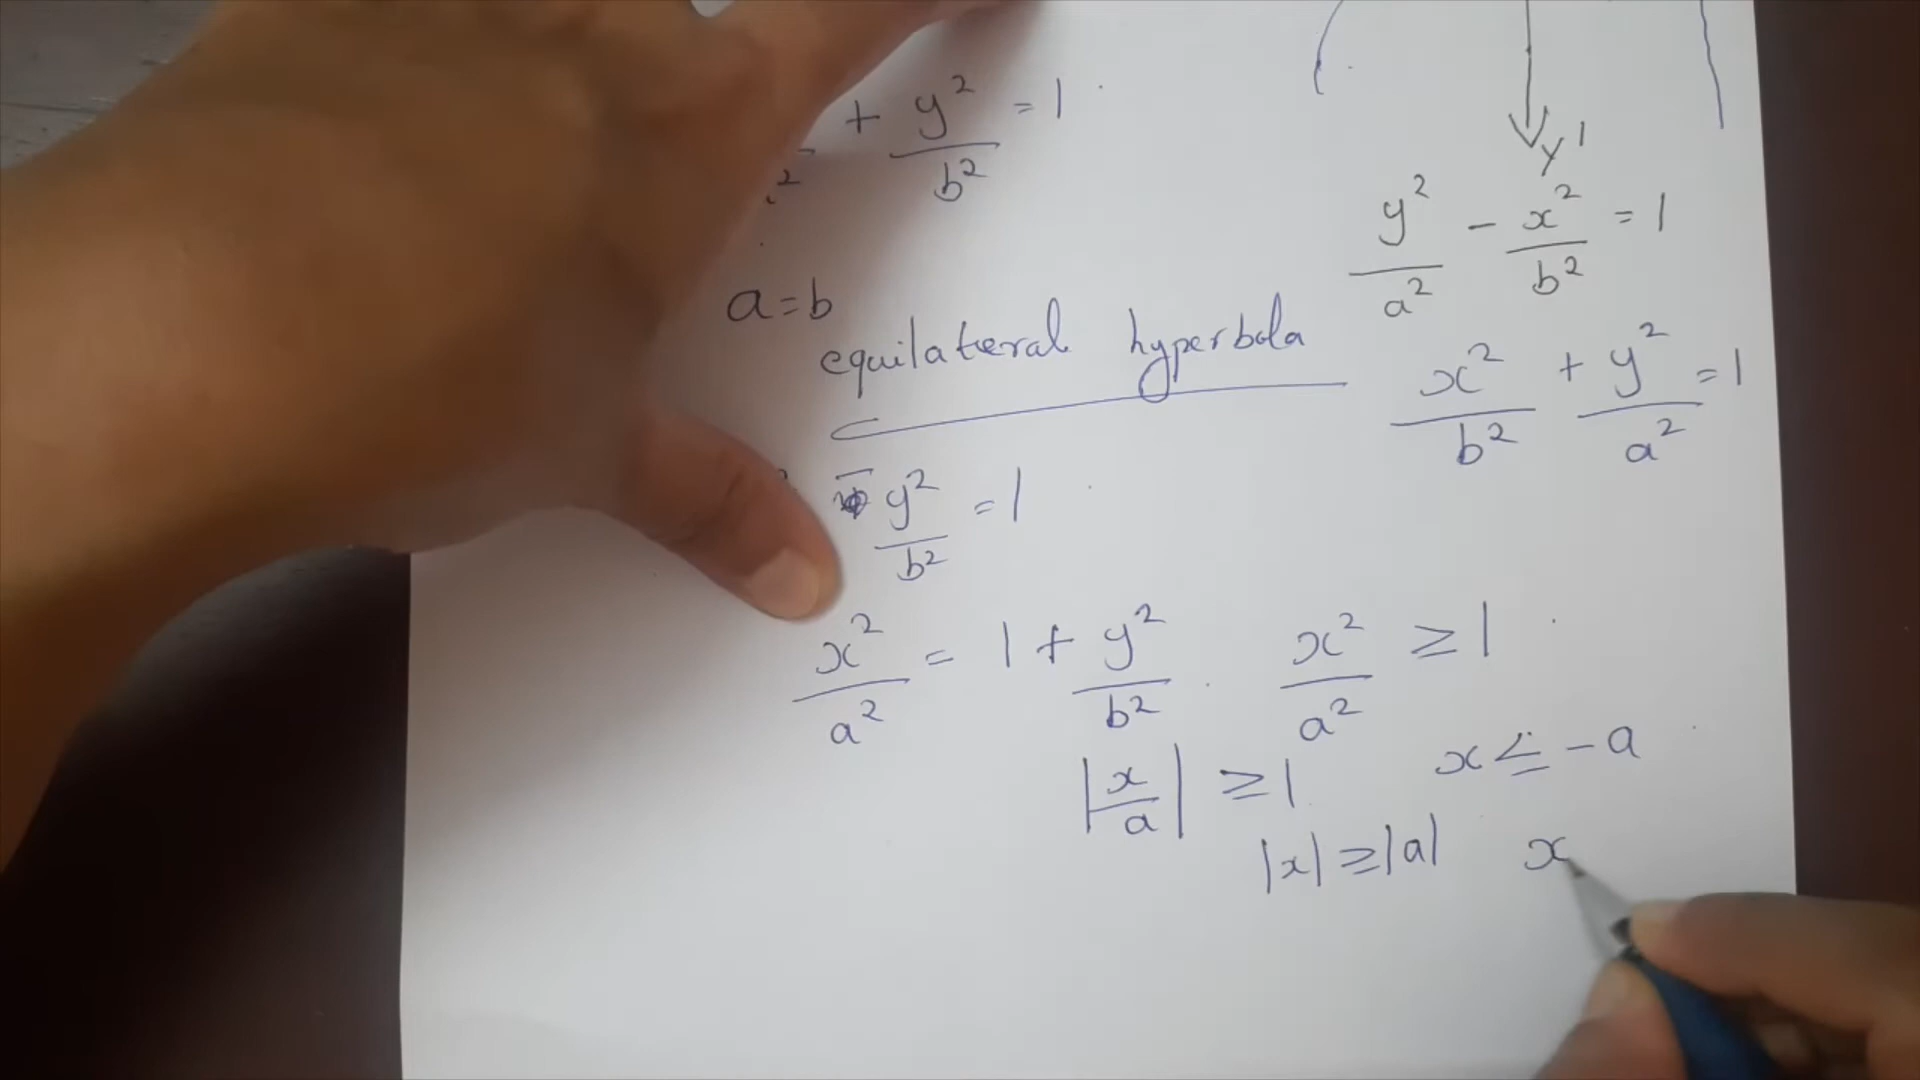 + y²/b² = 1
y'
y²/a² - x²/b² = 1
a = b
equilateral hyperbola
x²/b² + y²/a² = 1
- y²/b² = 1
x²/a² = 1 + y²/b² x²/a² ≥ 1
|x/a| ≥ 1 x ≤ -a
|x| ≥ |a| x